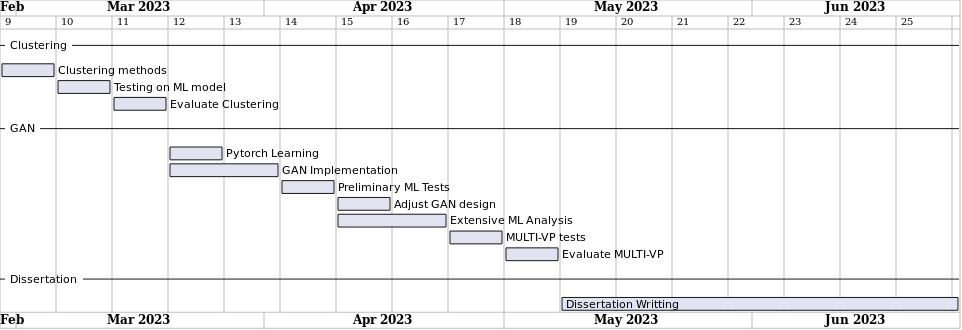 Feb Mar 2023 Apr 2023 May 2023 Jun 2023
9 10 11 12 13 14 15 16 17 18 19 20 21 22 23 24 25
Clustering
Clustering methods
Testing on ML model
Evaluate Clustering
GAN
Pytorch Learning
GAN Implementation
Preliminary ML Tests
Adjust GAN design
Extensive ML Analysis
MULTI-VP tests
Evaluate MULTI-VP
Dissertation
Dissertation Writting
Feb Mar 2023 Apr 2023 May 2023 Jun 2023